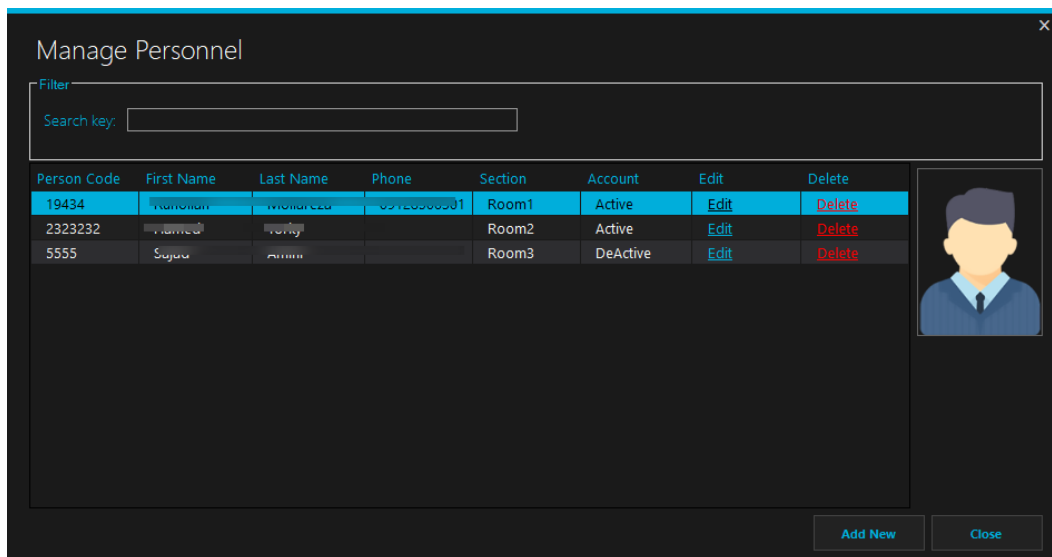 x
Manage Personnel
Filter
Search key:
Person Code First Name Last Name Phone Section Account Edit Delete
19434 Room1 Active Edit Delete
2323232 Room2 Active Edit Delete
5555 Room3 DeActive Edit Delete
Add New Close